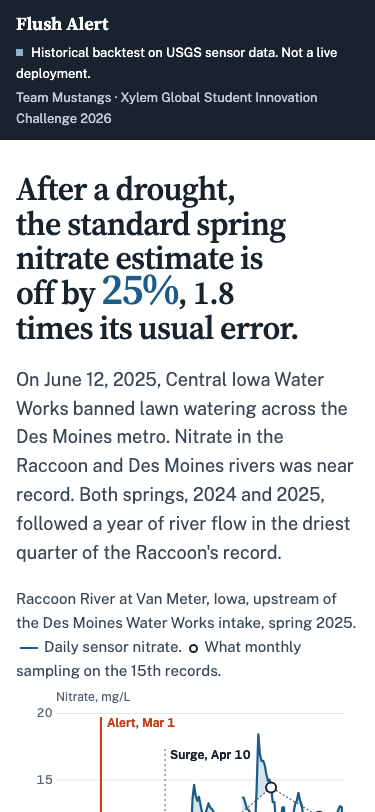 Flush Alert
Historical backtest on USGS sensor data. Not a live
deployment.
Team Mustangs · Xylem Global Student Innovation
Challenge 2026
After a drought,
the standard spring
nitrate estimate is
off by 25%, 1.8
times its usual error.
On June 12, 2025, Central Iowa Water
Works banned lawn watering across the
Des Moines metro. Nitrate in the
Raccoon and Des Moines rivers was near
record. Both springs, 2024 and 2025,
followed a year of river flow in the driest
quarter of the Raccoon's record.
Raccoon River at Van Meter, Iowa, upstream of
the Des Moines Water Works intake, spring 2025.
Daily sensor nitrate. What monthly
sampling on the 15th records.
Nitrate, mg/L
20
Alert, Mar 1
Surge, Apr 10
15